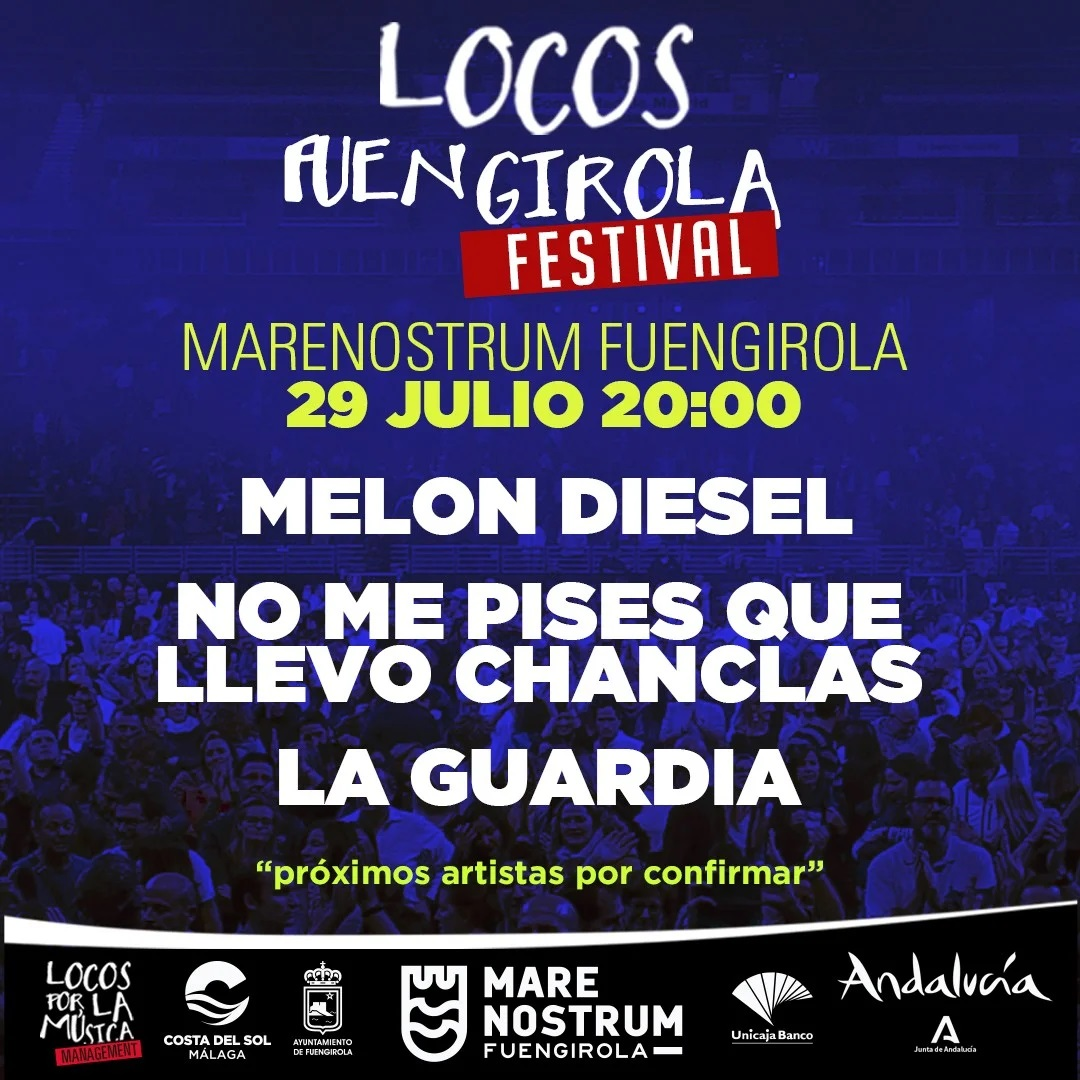 LOCOS
FUENGIROLA
FESTIVAL
MARENOSTRUM FUENGIROLA
29 JULIO 20:00
MELON DIESEL
NO ME PISES QUE
LLEVO CHANCLAS
LA GUARDIA
“próximos artistas por confirmar”
LOCOS
POR LA
MÚSICA
MANAGEMENT
COSTA DEL SOL
MÁLAGA
AYUNTAMIENTO
DE FUENGIROLA
MARE
NOSTRUM
FUENGIROLA
Unicaja Banco
Andalucía
Junta de Andalucía